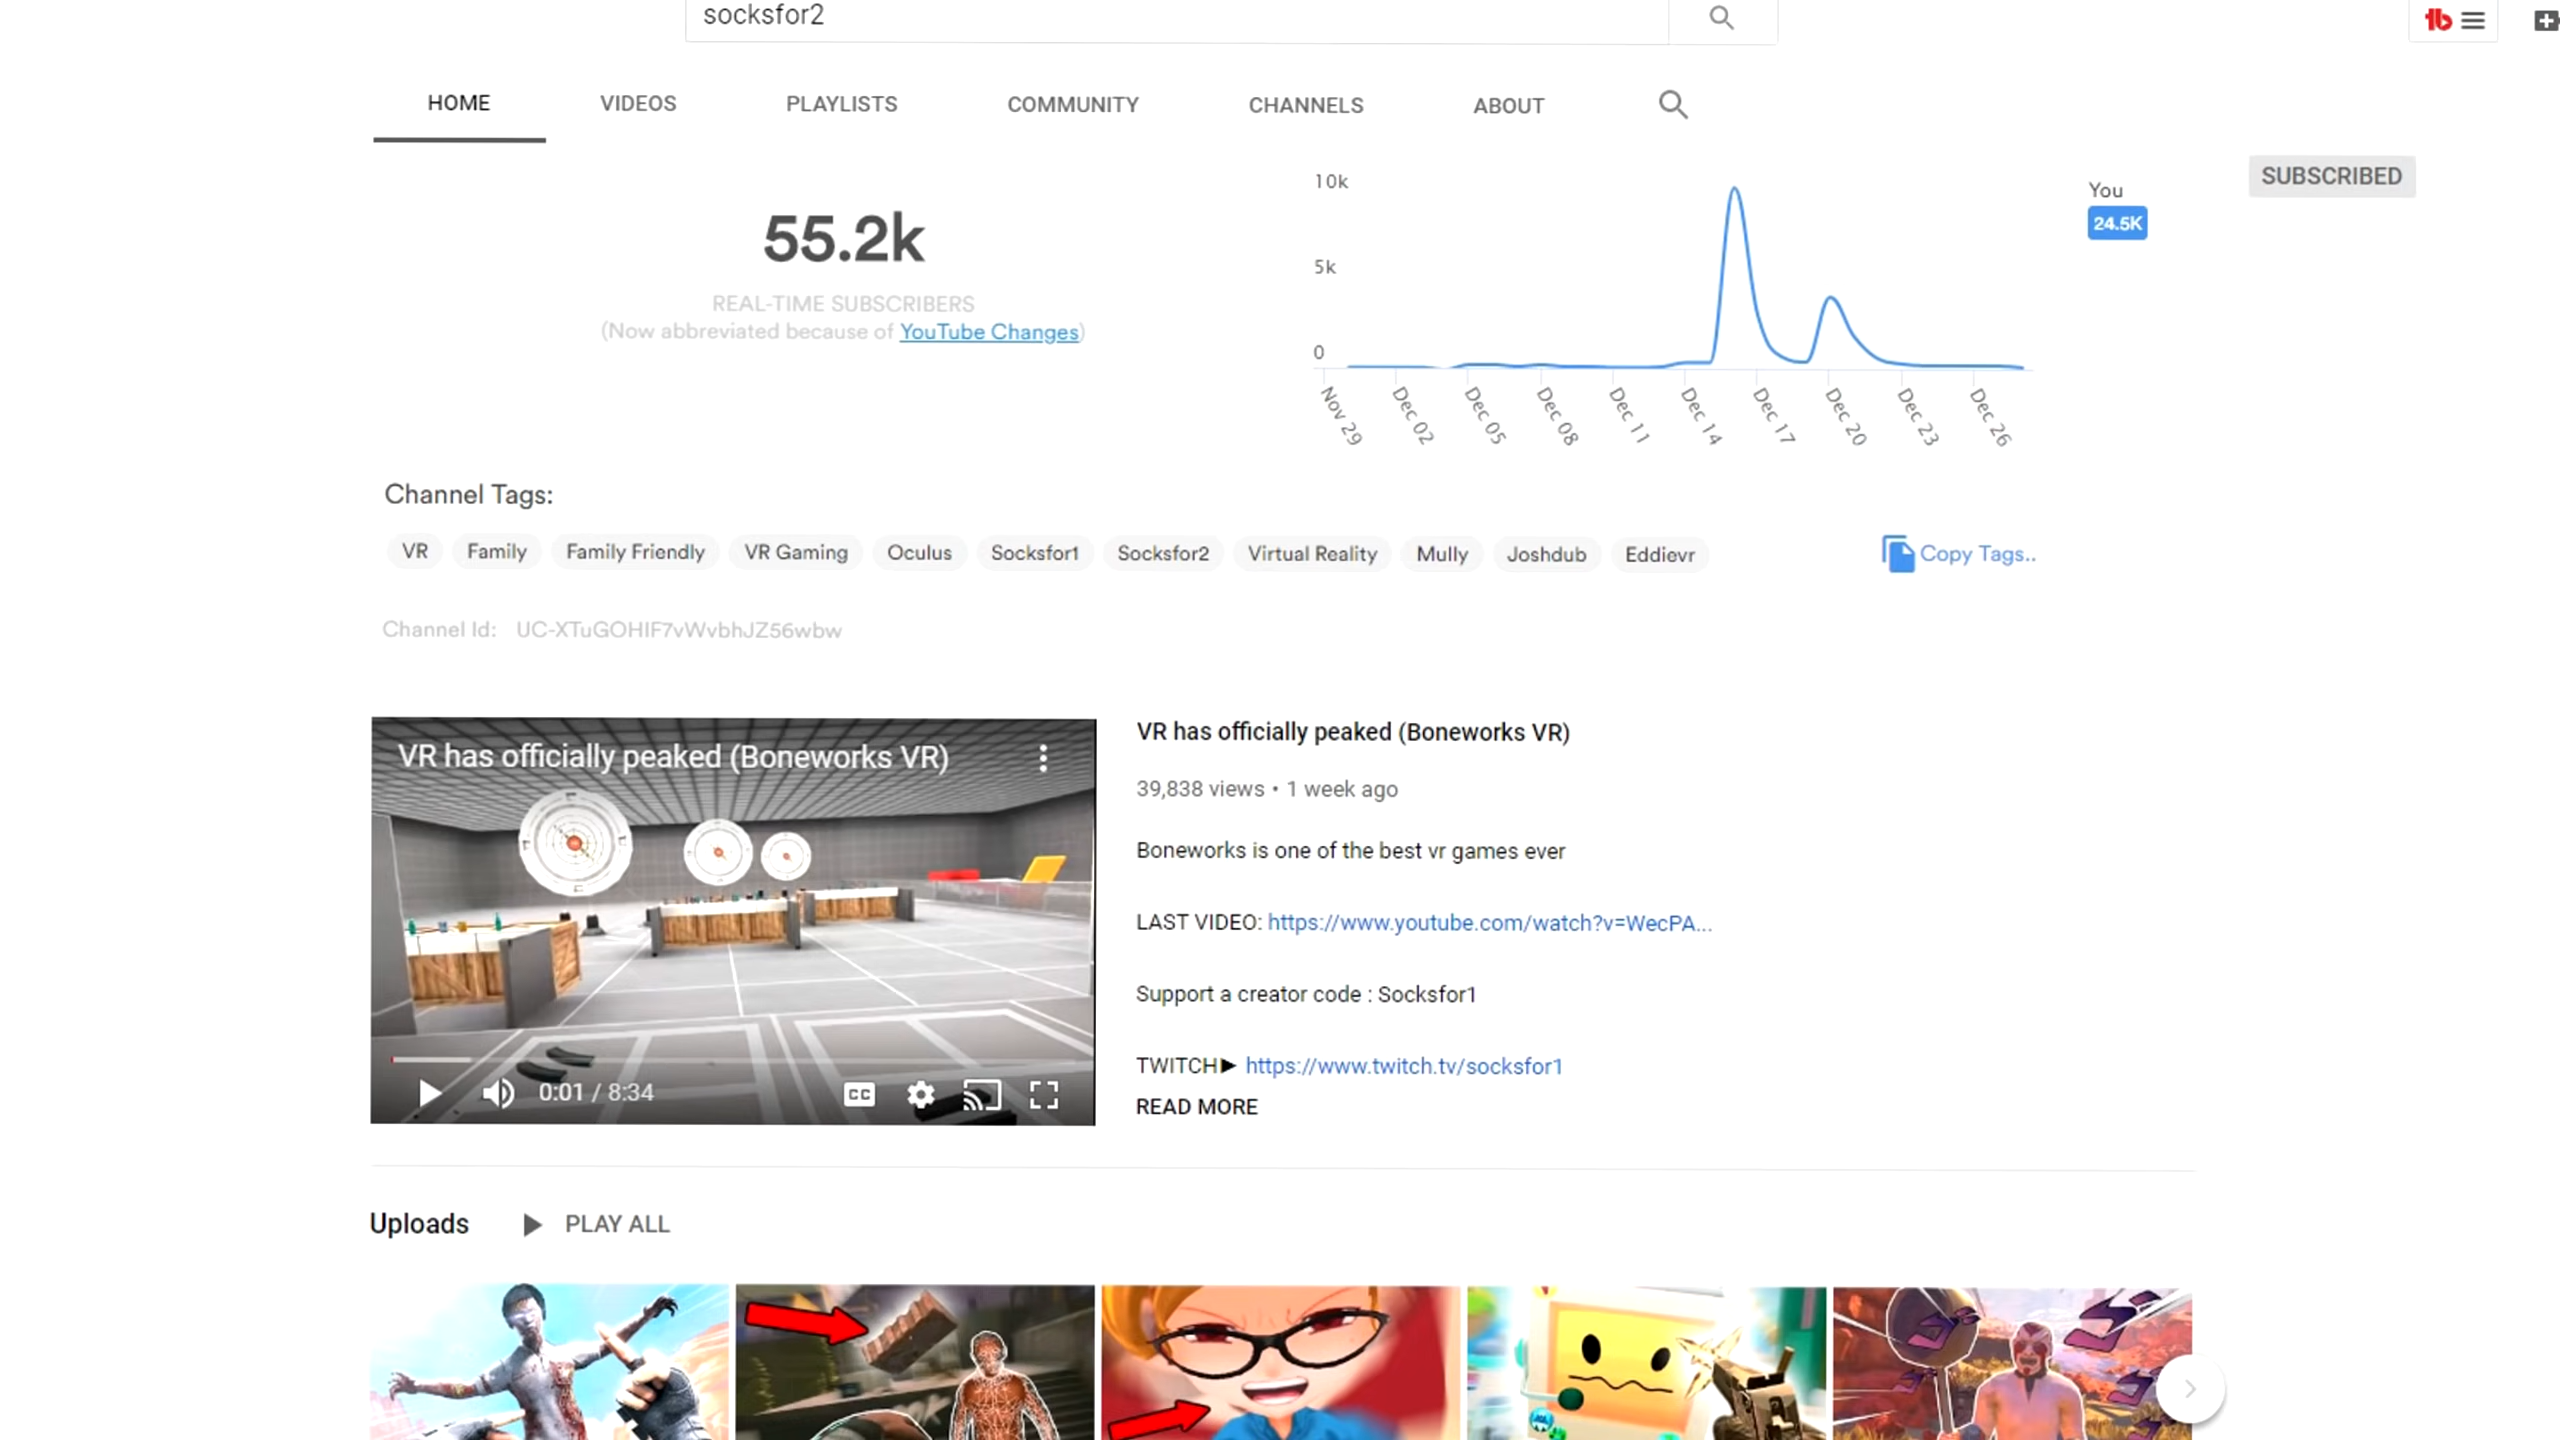 socksfor2
HOME VIDEOS PLAYLISTS COMMUNITY CHANNELS ABOUT
SUBSCRIBED
55.2k
REAL-TIME SUBSCRIBERS
(Now abbreviated because of YouTube Changes)
10k
5k
0
Nov 29 Dec 02 Dec 05 Dec 08 Dec 11 Dec 14 Dec 17 Dec 20 Dec 23 Dec 26
You
24.5K
Channel Tags:
VR Family Family Friendly VR Gaming Oculus Socksfor1 Socksfor2 Virtual Reality Mully Joshdub Eddievr Copy Tags..
Channel Id: UC-XTuGOHIF7vWvbhJZ56wbw
VR has officially peaked (Boneworks VR)
0:01 / 8:34
CC
VR has officially peaked (Boneworks VR)
39,838 views • 1 week ago
Boneworks is one of the best vr games ever
LAST VIDEO: https://www.youtube.com/watch?v=WecPA...
Support a creator code : Socksfor1
TWITCH► https://www.twitch.tv/socksfor1
READ MORE
Uploads ▶ PLAY ALL